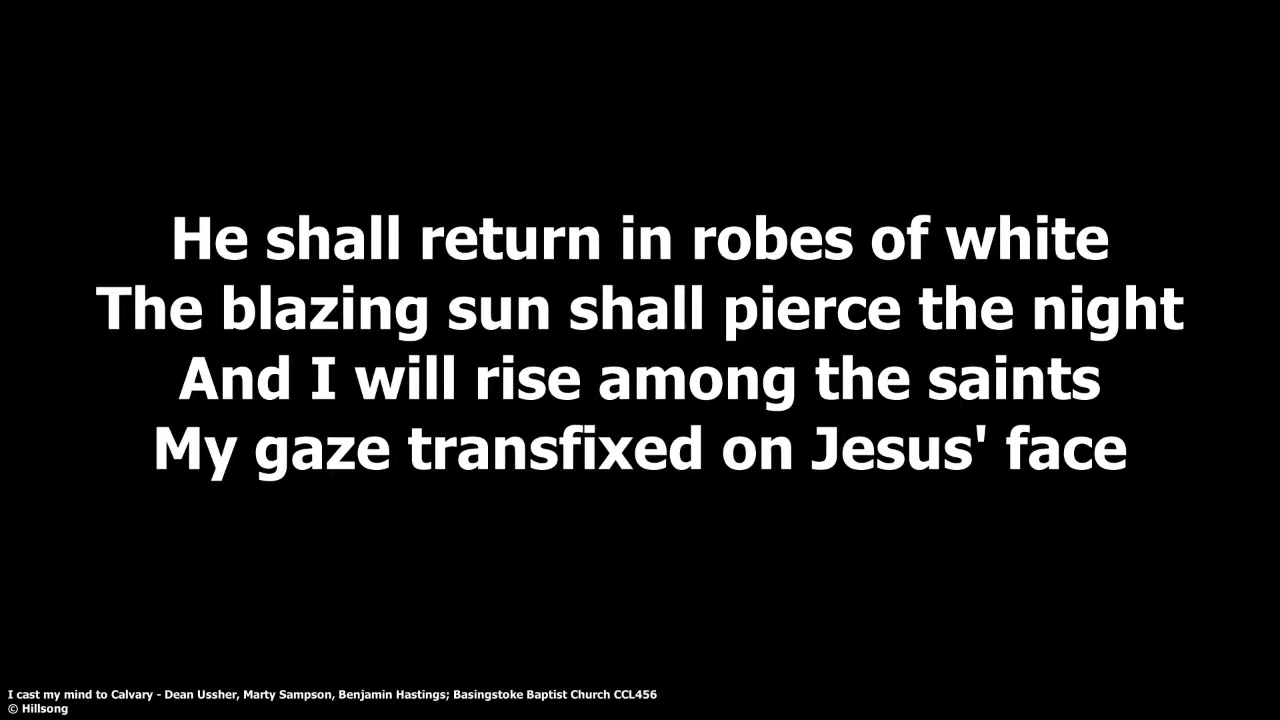 He shall return in robes of white
The blazing sun shall pierce the night
And I will rise among the saints
My gaze transfixed on Jesus' face
I cast my mind to Calvary - Dean Ussher, Marty Sampson, Benjamin Hastings; Basingstoke Baptist Church CCL456
© Hillsong